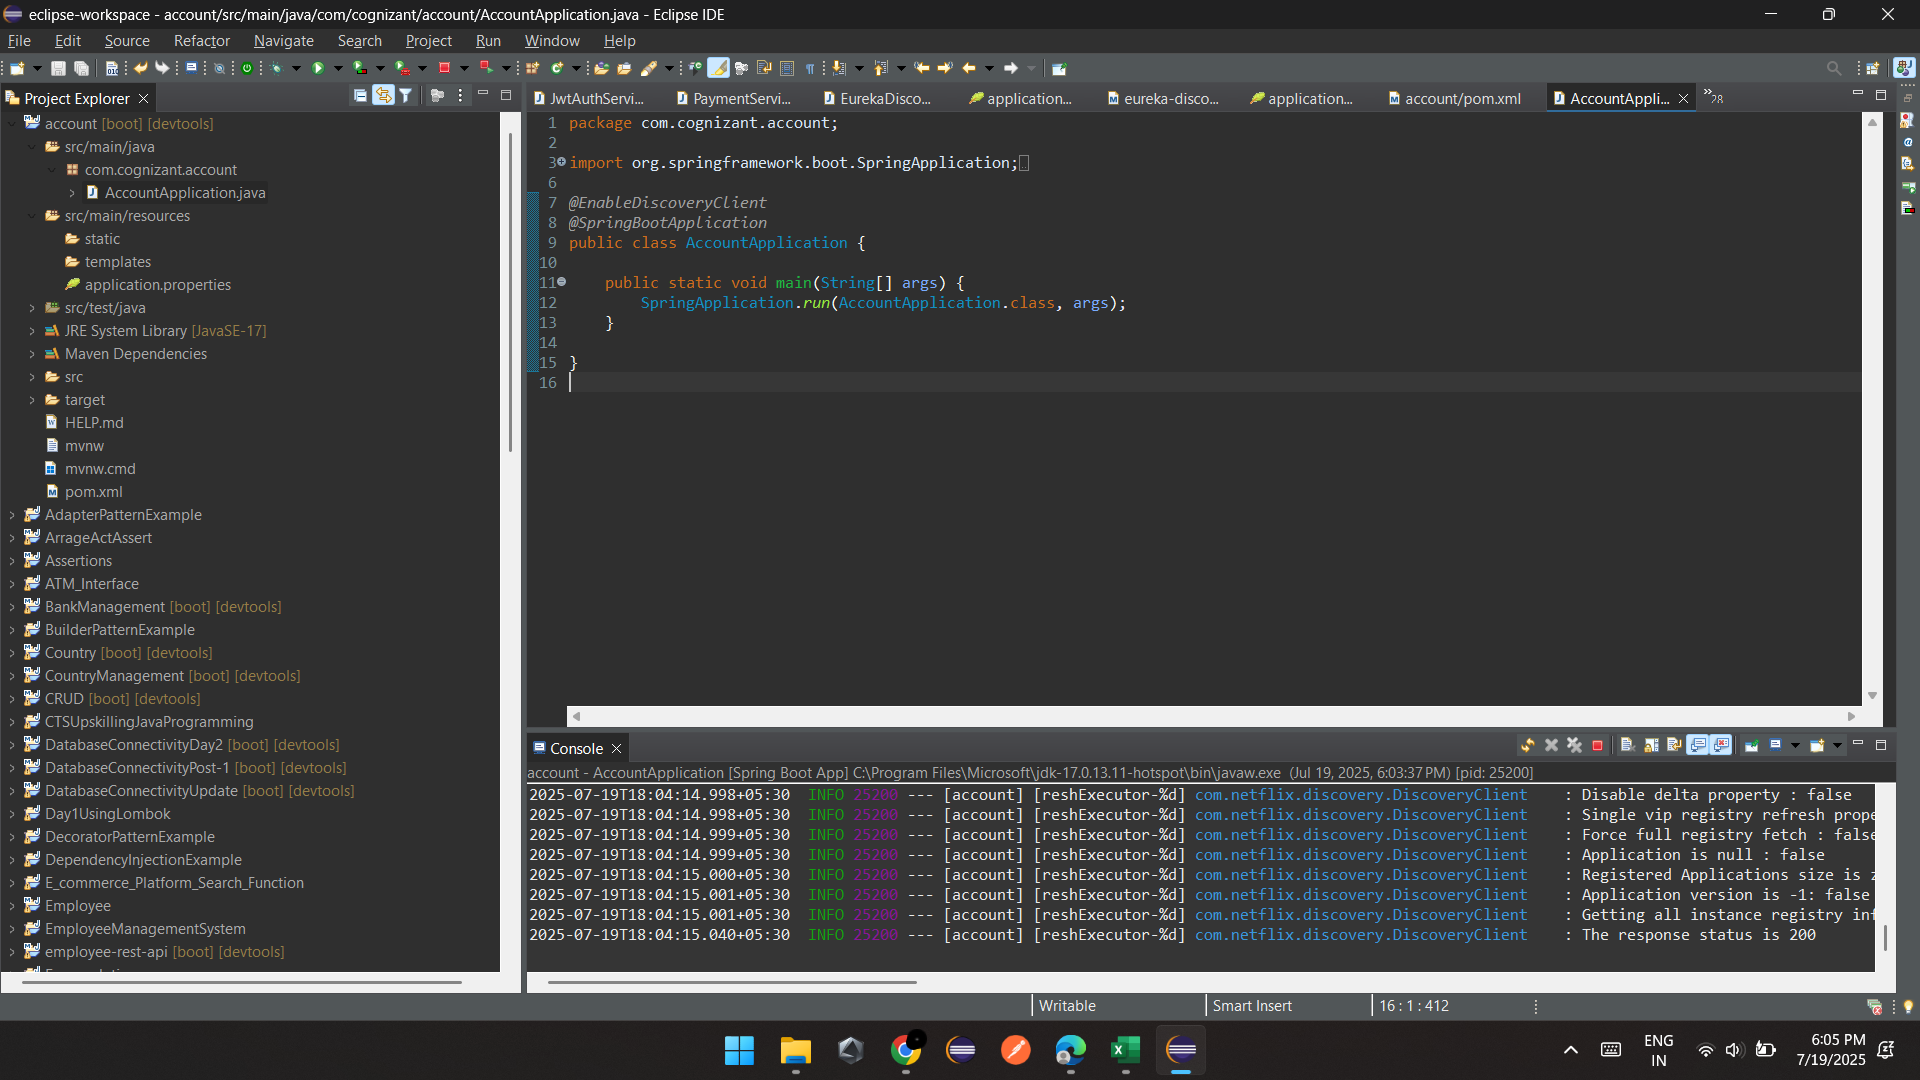 eclipse-workspace - account/src/main/java/com/cognizant/account/AccountApplication.java - Eclipse IDE
File Edit Source Refactor Navigate Search Project Run Window Help
Project Explorer
account [boot] [devtools]
src/main/java
com.cognizant.account
AccountApplication.java
src/main/resources
static
templates
application.properties
src/test/java
JRE System Library [JavaSE-17]
Maven Dependencies
src
target
HELP.md
mvnw
mvnw.cmd
pom.xml
AdapterPatternExample
ArrageActAssert
Assertions
ATM_Interface
BankManagement [boot] [devtools]
BuilderPatternExample
Country [boot] [devtools]
CountryManagement [boot] [devtools]
CRUD [boot] [devtools]
CTSUpskillingJavaProgramming
DatabaseConnectivityDay2 [boot] [devtools]
DatabaseConnectivityPost-1 [boot] [devtools]
DatabaseConnectivityUpdate [boot] [devtools]
Day1UsingLombok
DecoratorPatternExample
DependencyInjectionExample
E_commerce_Platform_Search_Function
Employee
EmployeeManagementSystem
employee-rest-api [boot] [devtools]
JwtAuthServi... PaymentServi... EurekaDisco... application... eureka-disco... application... account/pom.xml AccountAppli... »28
1 package com.cognizant.account;
2
3 import org.springframework.boot.SpringApplication;
6
7 @EnableDiscoveryClient
8 @SpringBootApplication
9 public class AccountApplication {
10
11 public static void main(String[] args) {
12 SpringApplication.run(AccountApplication.class, args);
13 }
14
15 }
16
Console
account - AccountApplication [Spring Boot App] C:\Program Files\Microsoft\jdk-17.0.13.11-hotspot\bin\javaw.exe (Jul 19, 2025, 6:03:37 PM) [pid: 25200]
2025-07-19T18:04:14.998+05:30 INFO 25200 --- [account] [reshExecutor-%d] com.netflix.discovery.DiscoveryClient : Disable delta property : false
2025-07-19T18:04:14.998+05:30 INFO 25200 --- [account] [reshExecutor-%d] com.netflix.discovery.DiscoveryClient : Single vip registry refresh prope
2025-07-19T18:04:14.999+05:30 INFO 25200 --- [account] [reshExecutor-%d] com.netflix.discovery.DiscoveryClient : Force full registry fetch : false
2025-07-19T18:04:14.999+05:30 INFO 25200 --- [account] [reshExecutor-%d] com.netflix.discovery.DiscoveryClient : Application is null : false
2025-07-19T18:04:15.000+05:30 INFO 25200 --- [account] [reshExecutor-%d] com.netflix.discovery.DiscoveryClient : Registered Applications size is z
2025-07-19T18:04:15.001+05:30 INFO 25200 --- [account] [reshExecutor-%d] com.netflix.discovery.DiscoveryClient : Application version is -1: false
2025-07-19T18:04:15.001+05:30 INFO 25200 --- [account] [reshExecutor-%d] com.netflix.discovery.DiscoveryClient : Getting all instance registry inf
2025-07-19T18:04:15.040+05:30 INFO 25200 --- [account] [reshExecutor-%d] com.netflix.discovery.DiscoveryClient : The response status is 200
Writable Smart Insert 16 : 1 : 412
ENG
IN
6:05 PM
7/19/2025